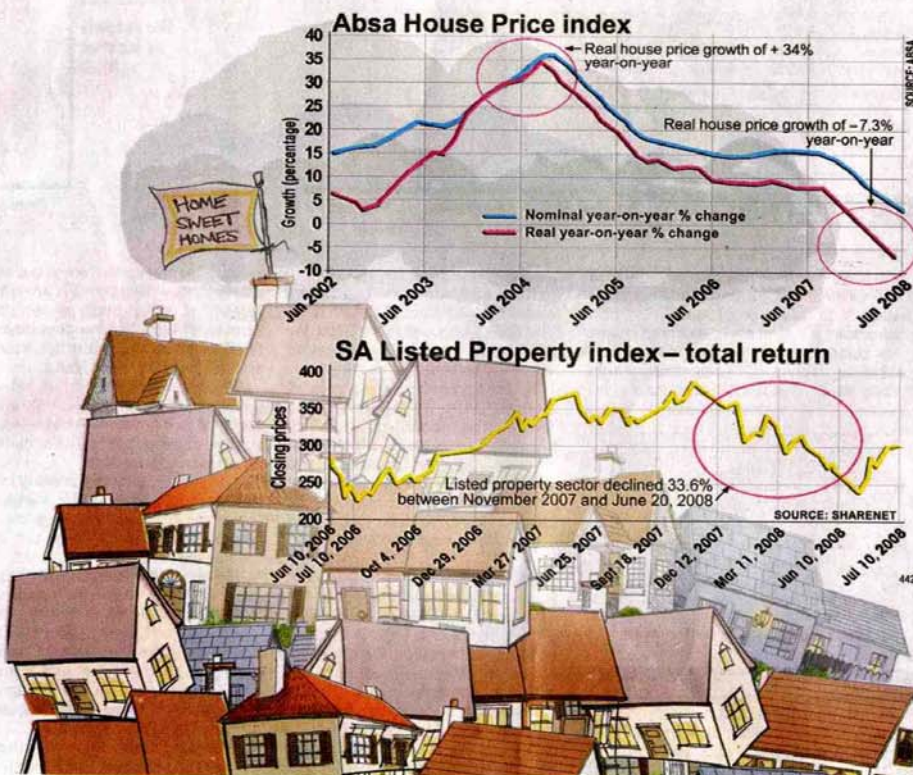 Absa House Price index
40
35
30
25
20
15
10
5
0
-5
-10
Growth (percentage)
Real house price growth of + 34%
year-on-year
Real house price growth of –7.3%
year-on-year
SOURCE: ABSA
Nominal year-on-year % change
Real year-on-year % change
Jun 2002
Jun 2003
Jun 2004
Jun 2005
Jun 2006
Jun 2007
Jun 2008
HOME
SWEET
HOMES
SA Listed Property index – total return
400
350
300
250
200
Closing prices
Listed property sector declined 33.6%
between November 2007 and June 20, 2008
SOURCE: SHARENET
Jun 10, 2006
Jul 10, 2006
Oct 4, 2006
Dec 29, 2006
Mar 27, 2007
Jun 25, 2007
Sept 18, 2007
Dec 12, 2007
Mar 11, 2008
Jun 10, 2008
Jul 10, 2008
442